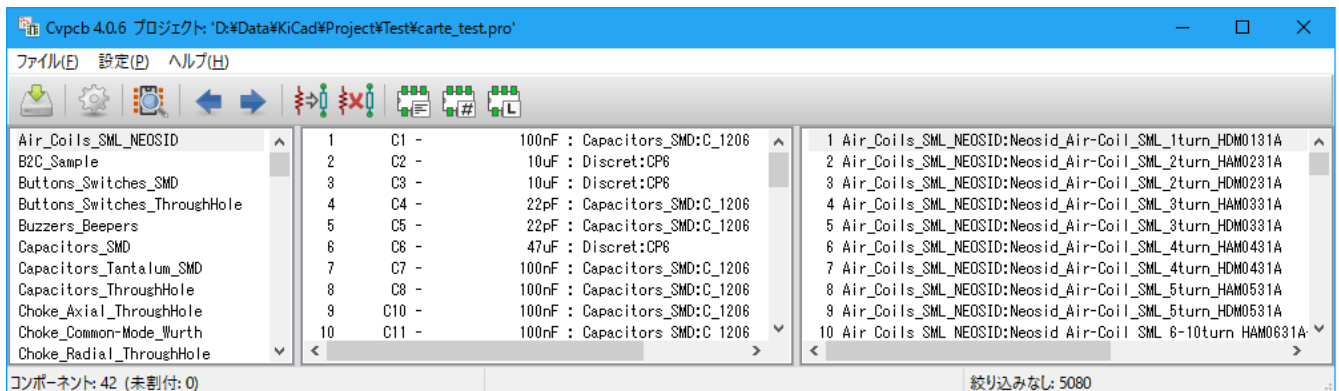 Cvpcb 4.0.6 プロジェクト: 'D:¥Data¥KiCad¥Project¥Test¥carte_test.pro'
ファイル(F) 設定(P) ヘルプ(H)
Air_Coils_SML_NEOSID
B2C_Sample
Buttons_Switches_SMD
Buttons_Switches_ThroughHole
Buzzers_Beepers
Capacitors_SMD
Capacitors_Tantalum_SMD
Capacitors_ThroughHole
Choke_Axial_ThroughHole
Choke_Common-Mode_Wurth
Choke_Radial_ThroughHole
1 C1 - 100nF : Capacitors_SMD:C_1206
2 C2 - 10uF : Discret:CP6
3 C3 - 10uF : Discret:CP6
4 C4 - 22pF : Capacitors_SMD:C_1206
5 C5 - 22pF : Capacitors_SMD:C_1206
6 C6 - 47uF : Discret:CP6
7 C7 - 100nF : Capacitors_SMD:C_1206
8 C8 - 100nF : Capacitors_SMD:C_1206
9 C10 - 100nF : Capacitors_SMD:C_1206
10 C11 - 100nF : Capacitors_SMD:C_1206
1 Air_Coils_SML_NEOSID:Neosid_Air-Coil_SML_1turn_HDM0131A
2 Air_Coils_SML_NEOSID:Neosid_Air-Coil_SML_2turn_HAM0231A
3 Air_Coils_SML_NEOSID:Neosid_Air-Coil_SML_2turn_HDM0231A
4 Air_Coils_SML_NEOSID:Neosid_Air-Coil_SML_3turn_HAM0331A
5 Air_Coils_SML_NEOSID:Neosid_Air-Coil_SML_3turn_HDM0331A
6 Air_Coils_SML_NEOSID:Neosid_Air-Coil_SML_4turn_HAM0431A
7 Air_Coils_SML_NEOSID:Neosid_Air-Coil_SML_4turn_HDM0431A
8 Air_Coils_SML_NEOSID:Neosid_Air-Coil_SML_5turn_HAM0531A
9 Air_Coils_SML_NEOSID:Neosid_Air-Coil_SML_5turn_HDM0531A
10 Air_Coils_SML_NEOSID:Neosid_Air-Coil_SML_6-10turn_HAM0631A-
コンポーネント: 42 (未割付: 0)
絞り込みなし: 5080